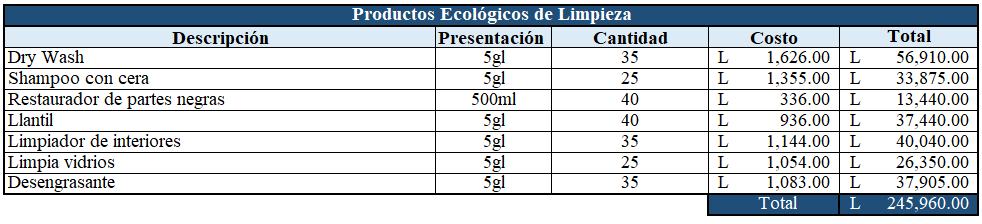 Productos Ecológicos de Limpieza
Descripción Presentación Cantidad Costo Total
Dry Wash 5gl 35 L 1,626.00 L 56,910.00
Shampoo con cera 5gl 25 L 1,355.00 L 33,875.00
Restaurador de partes negras 500ml 40 L 336.00 L 13,440.00
Llantil 5gl 40 L 936.00 L 37,440.00
Limpiador de interiores 5gl 35 L 1,144.00 L 40,040.00
Limpia vidrios 5gl 25 L 1,054.00 L 26,350.00
Desengrasante 5gl 35 L 1,083.00 L 37,905.00
Total L 245,960.00